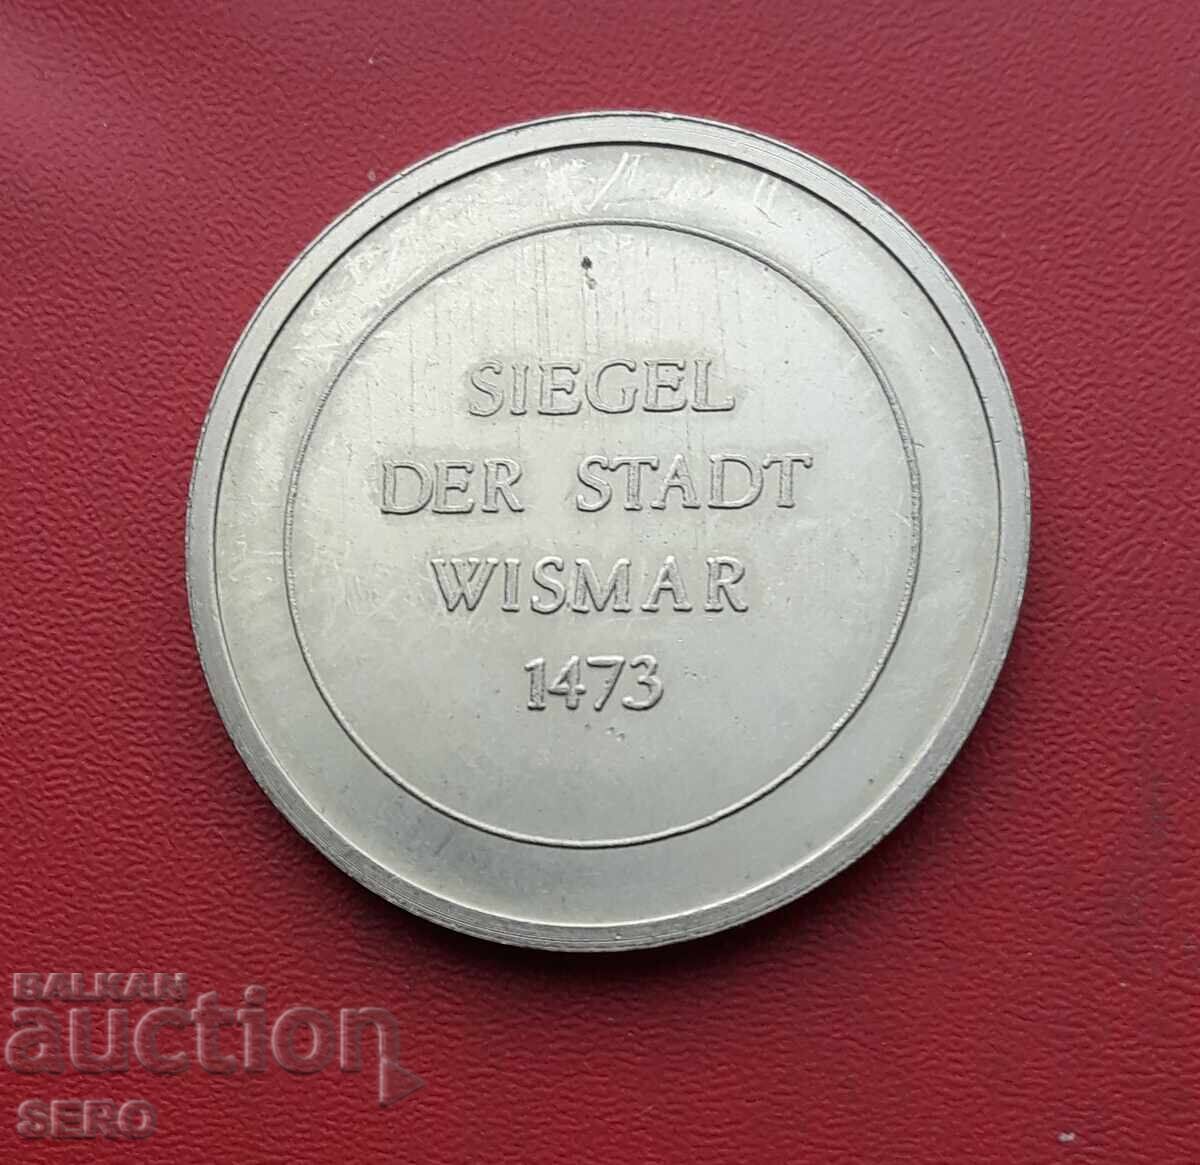 SIEGEL
DER STADT
WISMAR
1473
BALKAN
auction
SERO